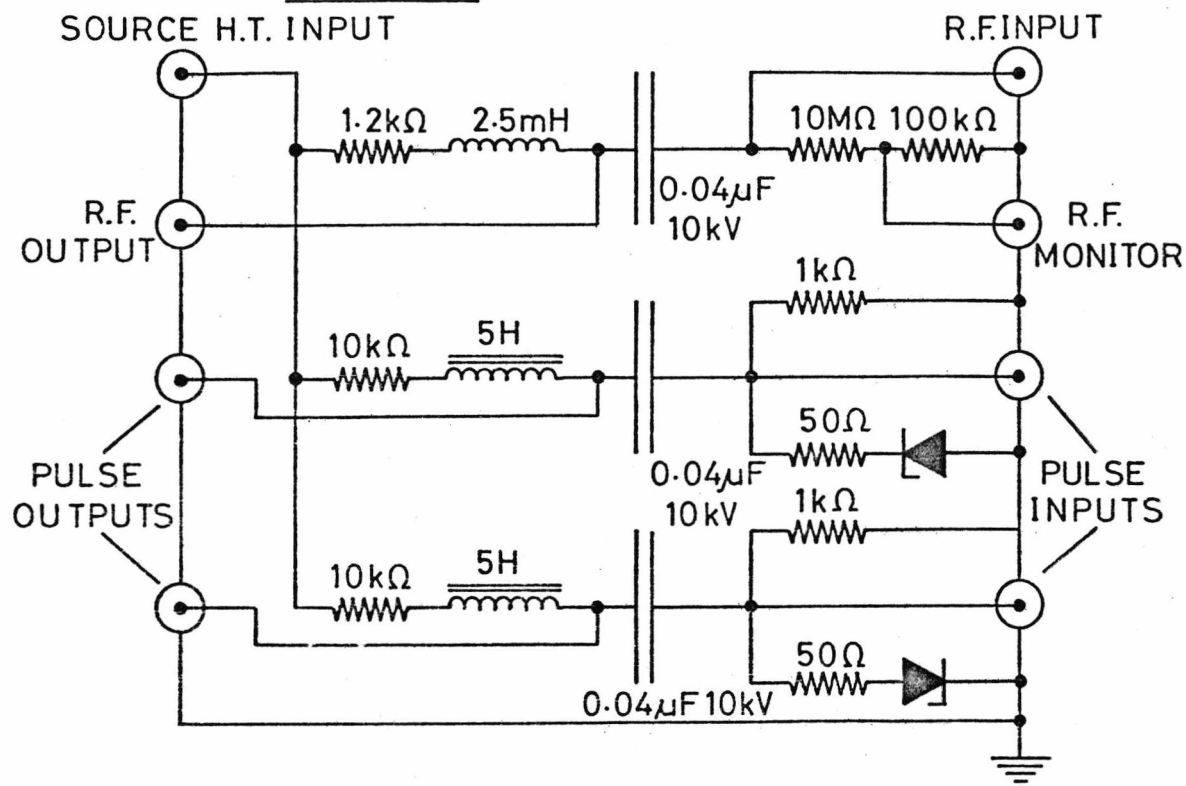 SOURCE H.T. INPUT
R.F. INPUT
1.2kΩ
2.5mH
10MΩ
100kΩ
0.04μF
10kV
R.F.
OUTPUT
R.F.
MONITOR
1kΩ
10kΩ
5H
50Ω
0.04μF
10kV
PULSE
OUTPUTS
PULSE
INPUTS
1kΩ
10kΩ
5H
50Ω
0.04μF 10kV